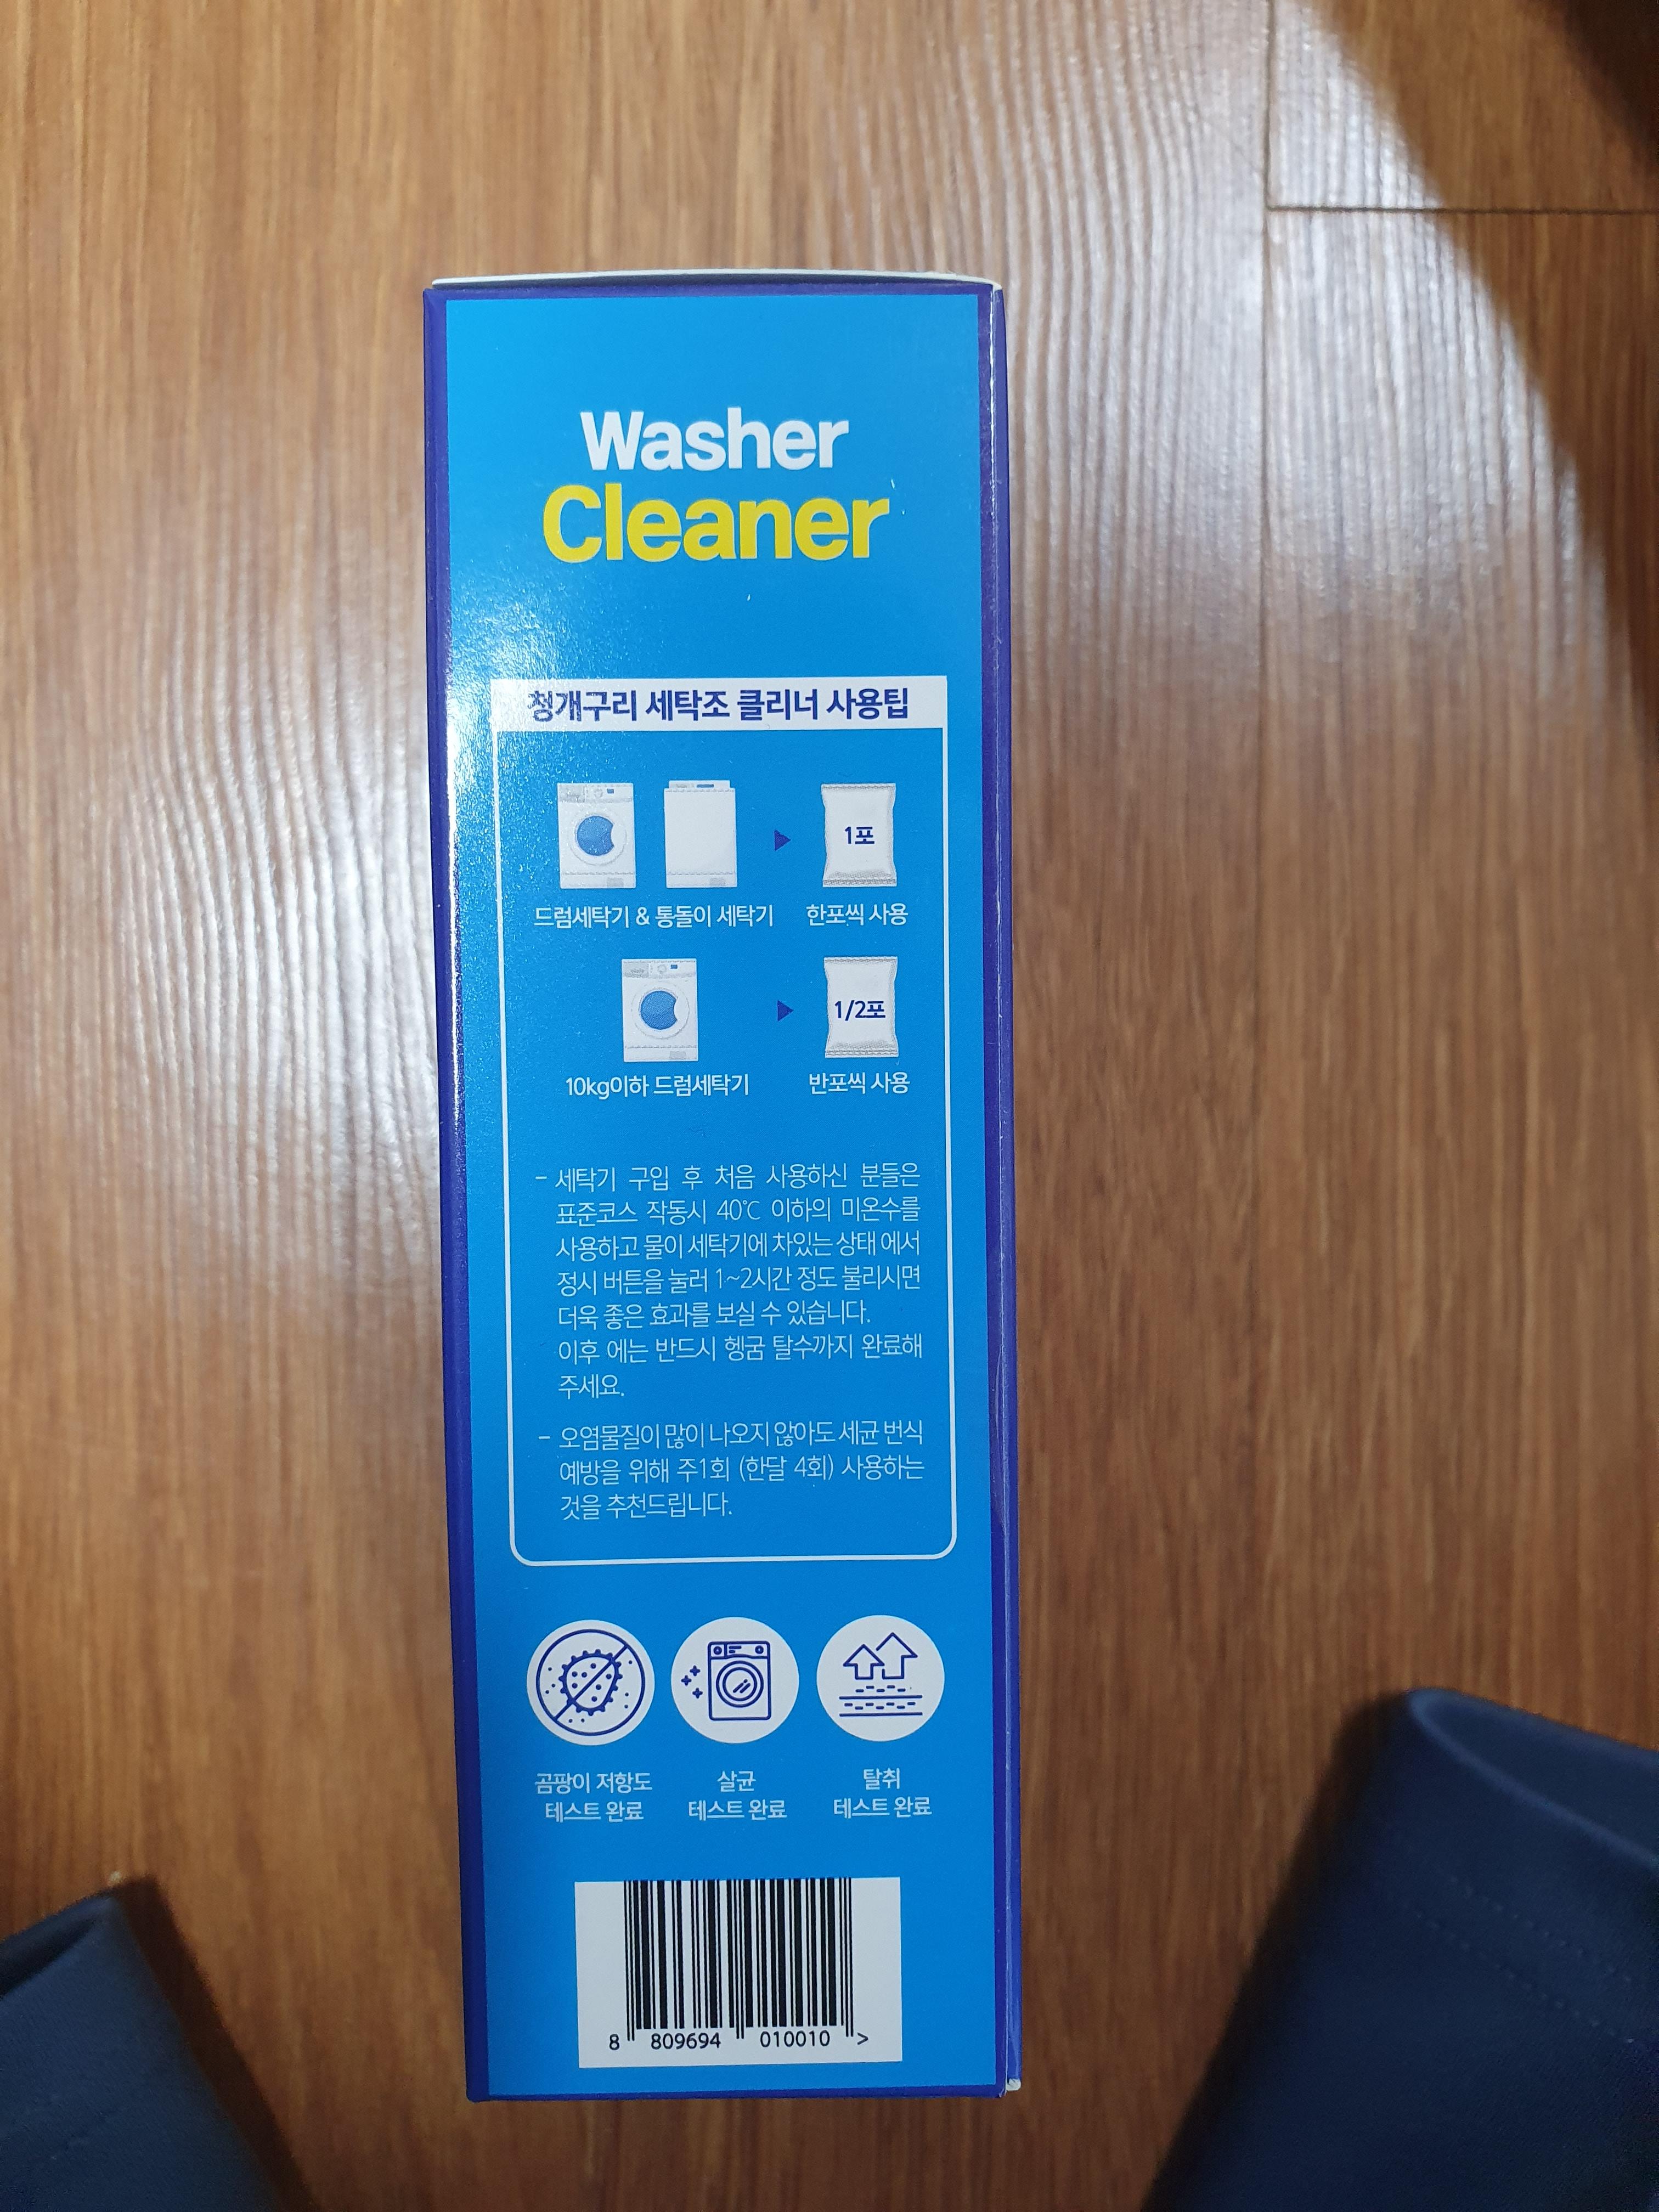 Washer
Cleaner
청개구리 세탁조 클리너 사용팁
1포
드럼세탁기 & 통돌이 세탁기 한포씩 사용
1/2포
10kg이하 드럼세탁기 반포씩 사용
- 세탁기 구입 후 처음 사용하신 분들은
표준코스 작동시 40℃ 이하의 미온수를
사용하고 물이 세탁기에 차있는 상태 에서
정시 버튼을 눌러 1~2시간 정도 불리시면
더욱 좋은 효과를 보실 수 있습니다.
이후 에는 반드시 헹굼 탈수까지 완료해
주세요.
- 오염물질이 많이 나오지 않아도 세균 번식
예방을 위해 주1회 (한달 4회) 사용하는
것을 추천드립니다.
곰팡이 저항도 살균 탈취
테스트 완료 테스트 완료 테스트 완료
8 809694 010010 >